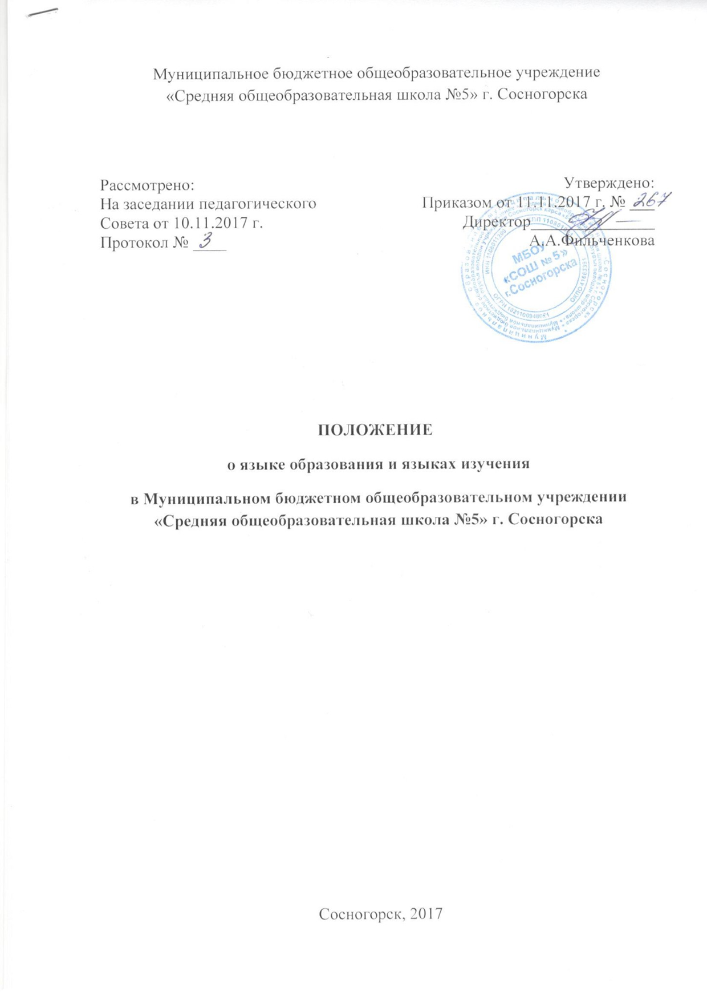 Муниципальное бюджетное общеобразовательное учреждение
«Средняя общеобразовательная школа №5» г. Сосногорска
Рассмотрено:
На заседании педагогического
Совета от 10.11.2017 г.
Протокол № 3
Утверждено:
Приказом от 11.11.2017 г. № 267
Директор
А.А.Фильченкова
МБОУ
«СОШ №5»
г.Сосногорска
ПОЛОЖЕНИЕ
о языке образования и языках изучения
в Муниципальном бюджетном общеобразовательном учреждении
«Средняя общеобразовательная школа №5» г. Сосногорска
Сосногорск, 2017